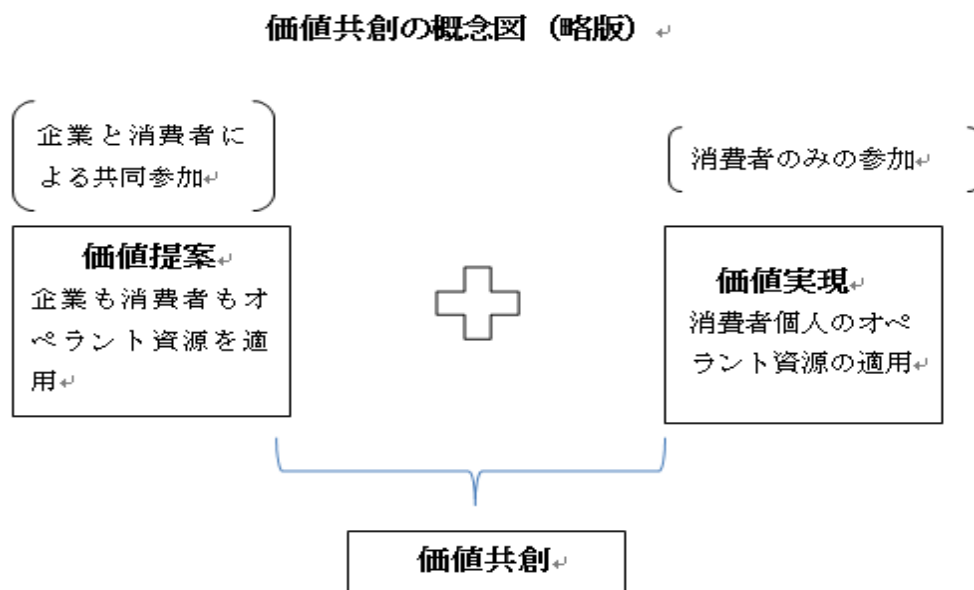 価値共創の概念図（略版）
企業と消費者に
よる共同参加
消費者のみの参加
価値提案
企業も消費者もオ
ペラント資源を適
用
価値実現
消費者個人のオペ
ラント資源の適用
価値共創